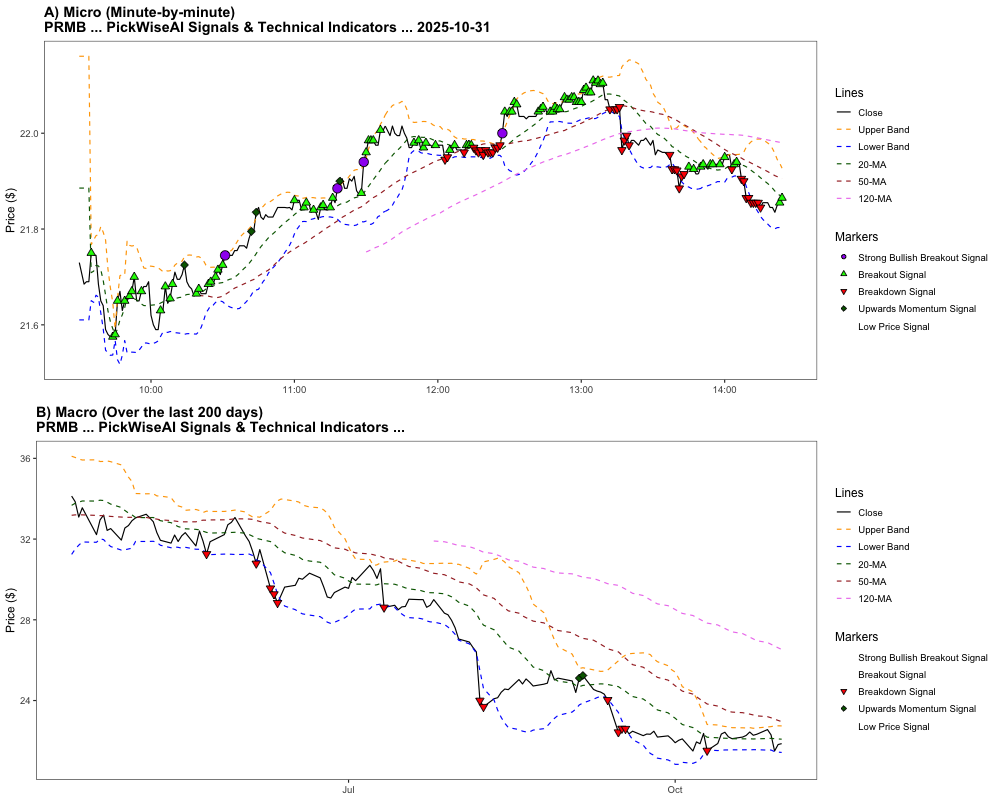 A) Micro (Minute-by-minute)
PRMB ... PickWiseAI Signals & Technical Indicators ... 2025-10-31
Price ($)
22.0
21.8
21.6
10:00
11:00
12:00
13:00
14:00
Lines
Close
Upper Band
Lower Band
20-MA
50-MA
120-MA
Markers
Strong Bullish Breakout Signal
Breakout Signal
Breakdown Signal
Upwards Momentum Signal
Low Price Signal
B) Macro (Over the last 200 days)
PRMB ... PickWiseAI Signals & Technical Indicators ...
Price ($)
36
32
28
24
Jul
Oct
Lines
Close
Upper Band
Lower Band
20-MA
50-MA
120-MA
Markers
Strong Bullish Breakout Signal
Breakout Signal
Breakdown Signal
Upwards Momentum Signal
Low Price Signal